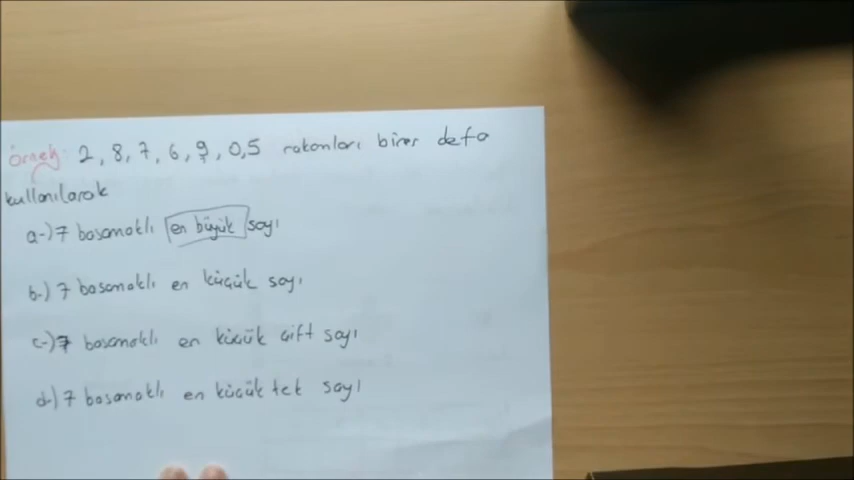 örnek: 2, 8, 7, 6, 9, 0,5 rakamları birer defa
kullanılarak
a-) 7 basamaklı en büyük sayı
b-) 7 basamaklı en küçük sayı
c-) 7 basamaklı en küçük çift sayı
d-) 7 basamaklı en küçük tek sayı